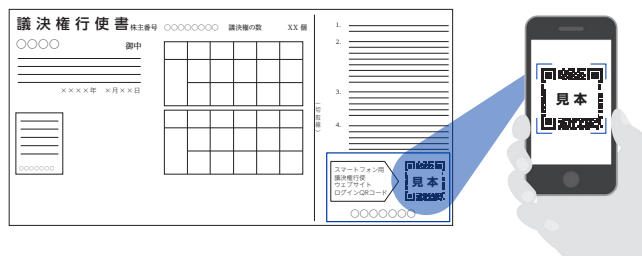 議決権行使書 株主番号 ○○○○○○○○ 議決権の数 XX 個
○○○○ 御中
××××年 ×月××日
○○○○○○○
1.
2.
3.
4.
スマートフォン用
議決権行使
ウェブサイト
ログインQRコード
見本
○○○○○○○
見本